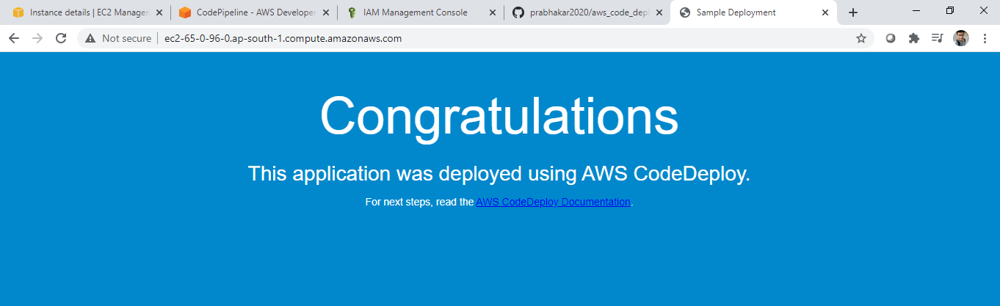 Instance details | EC2 Managen
CodePipeline - AWS Developer
IAM Management Console
prabhakar2020/aws_code_depl
Sample Deployment
Not secure | ec2-65-0-96-0.ap-south-1.compute.amazonaws.com
Congratulations
This application was deployed using AWS CodeDeploy.
For next steps, read the AWS CodeDeploy Documentation.